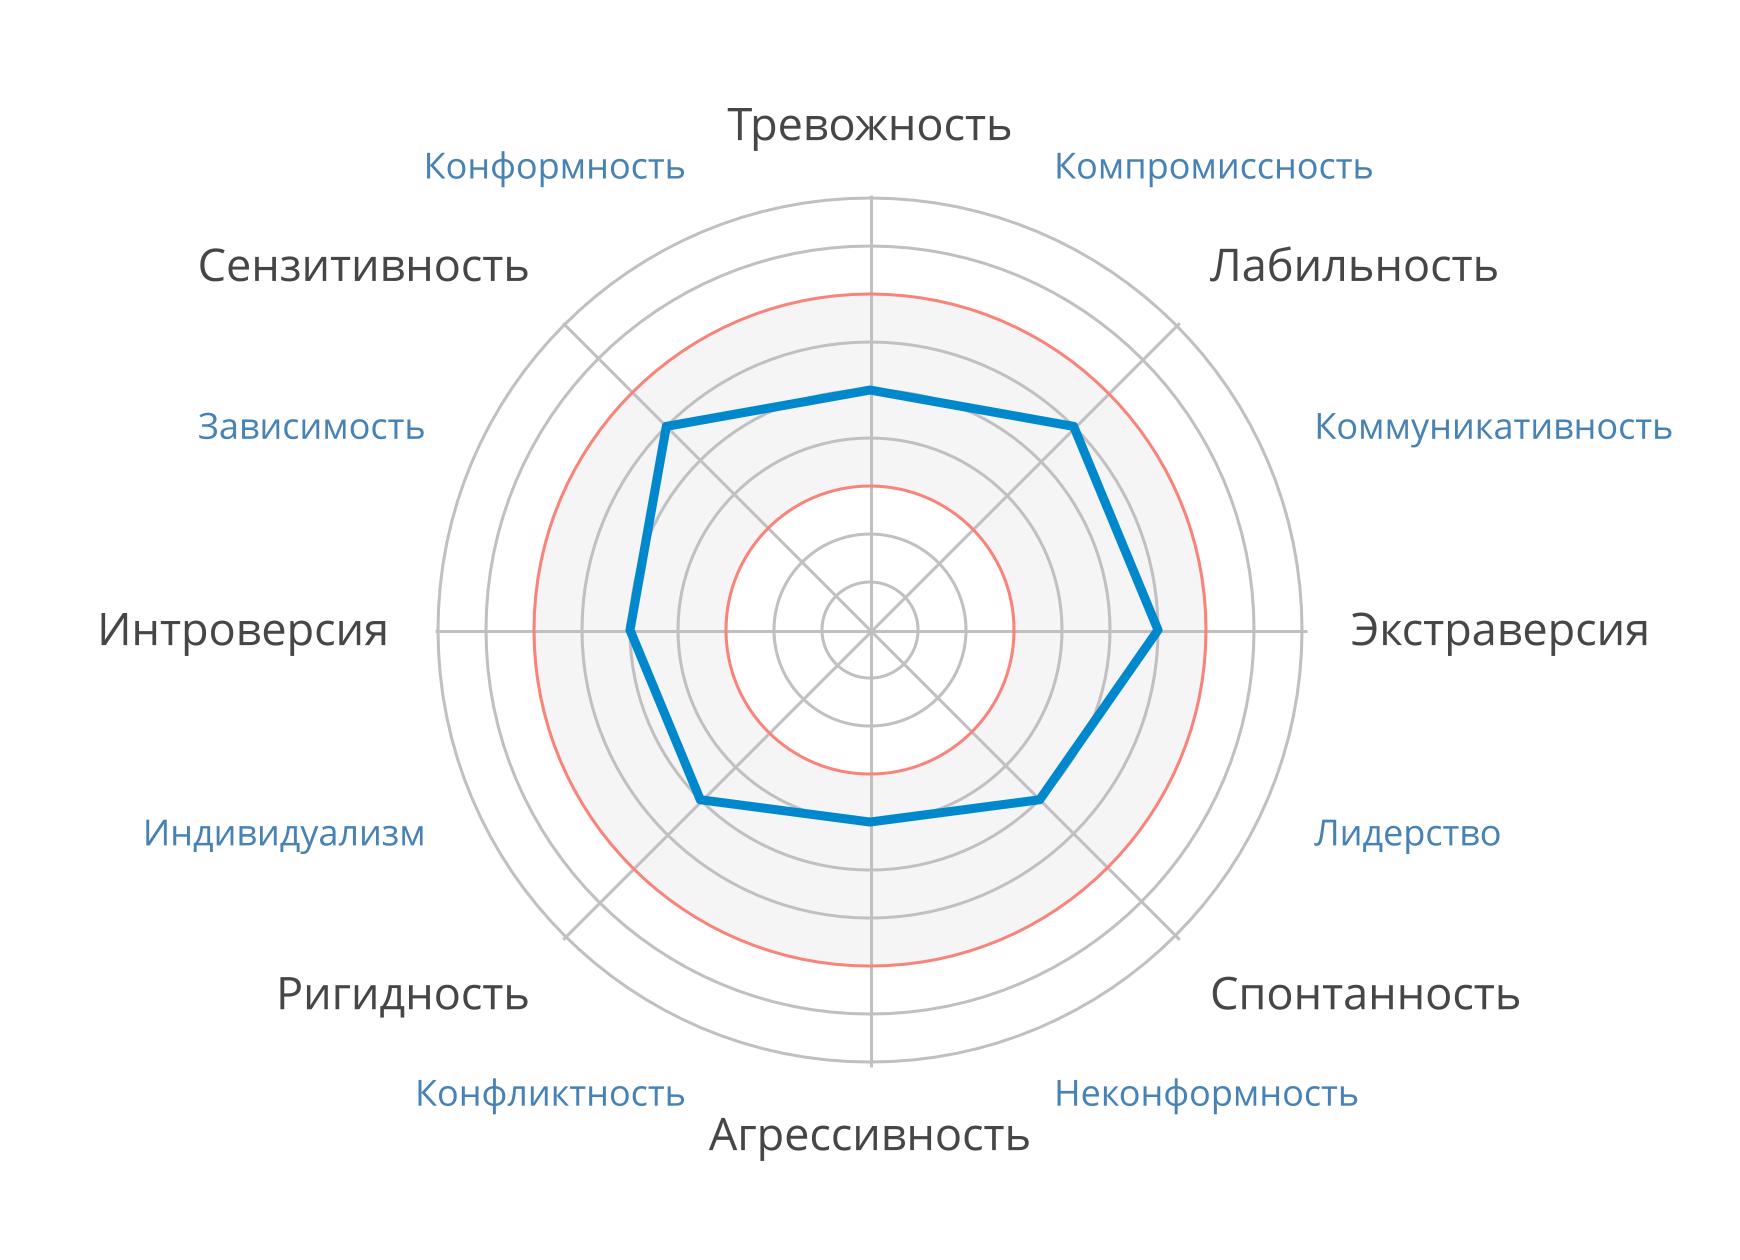 Тревожность
Конформность
Компромиссность
Сензитивность
Лабильность
Зависимость
Коммуникативность
Интроверсия
Экстраверсия
Индивидуализм
Лидерство
Ригидность
Спонтанность
Конфликтность
Неконформность
Агрессивность